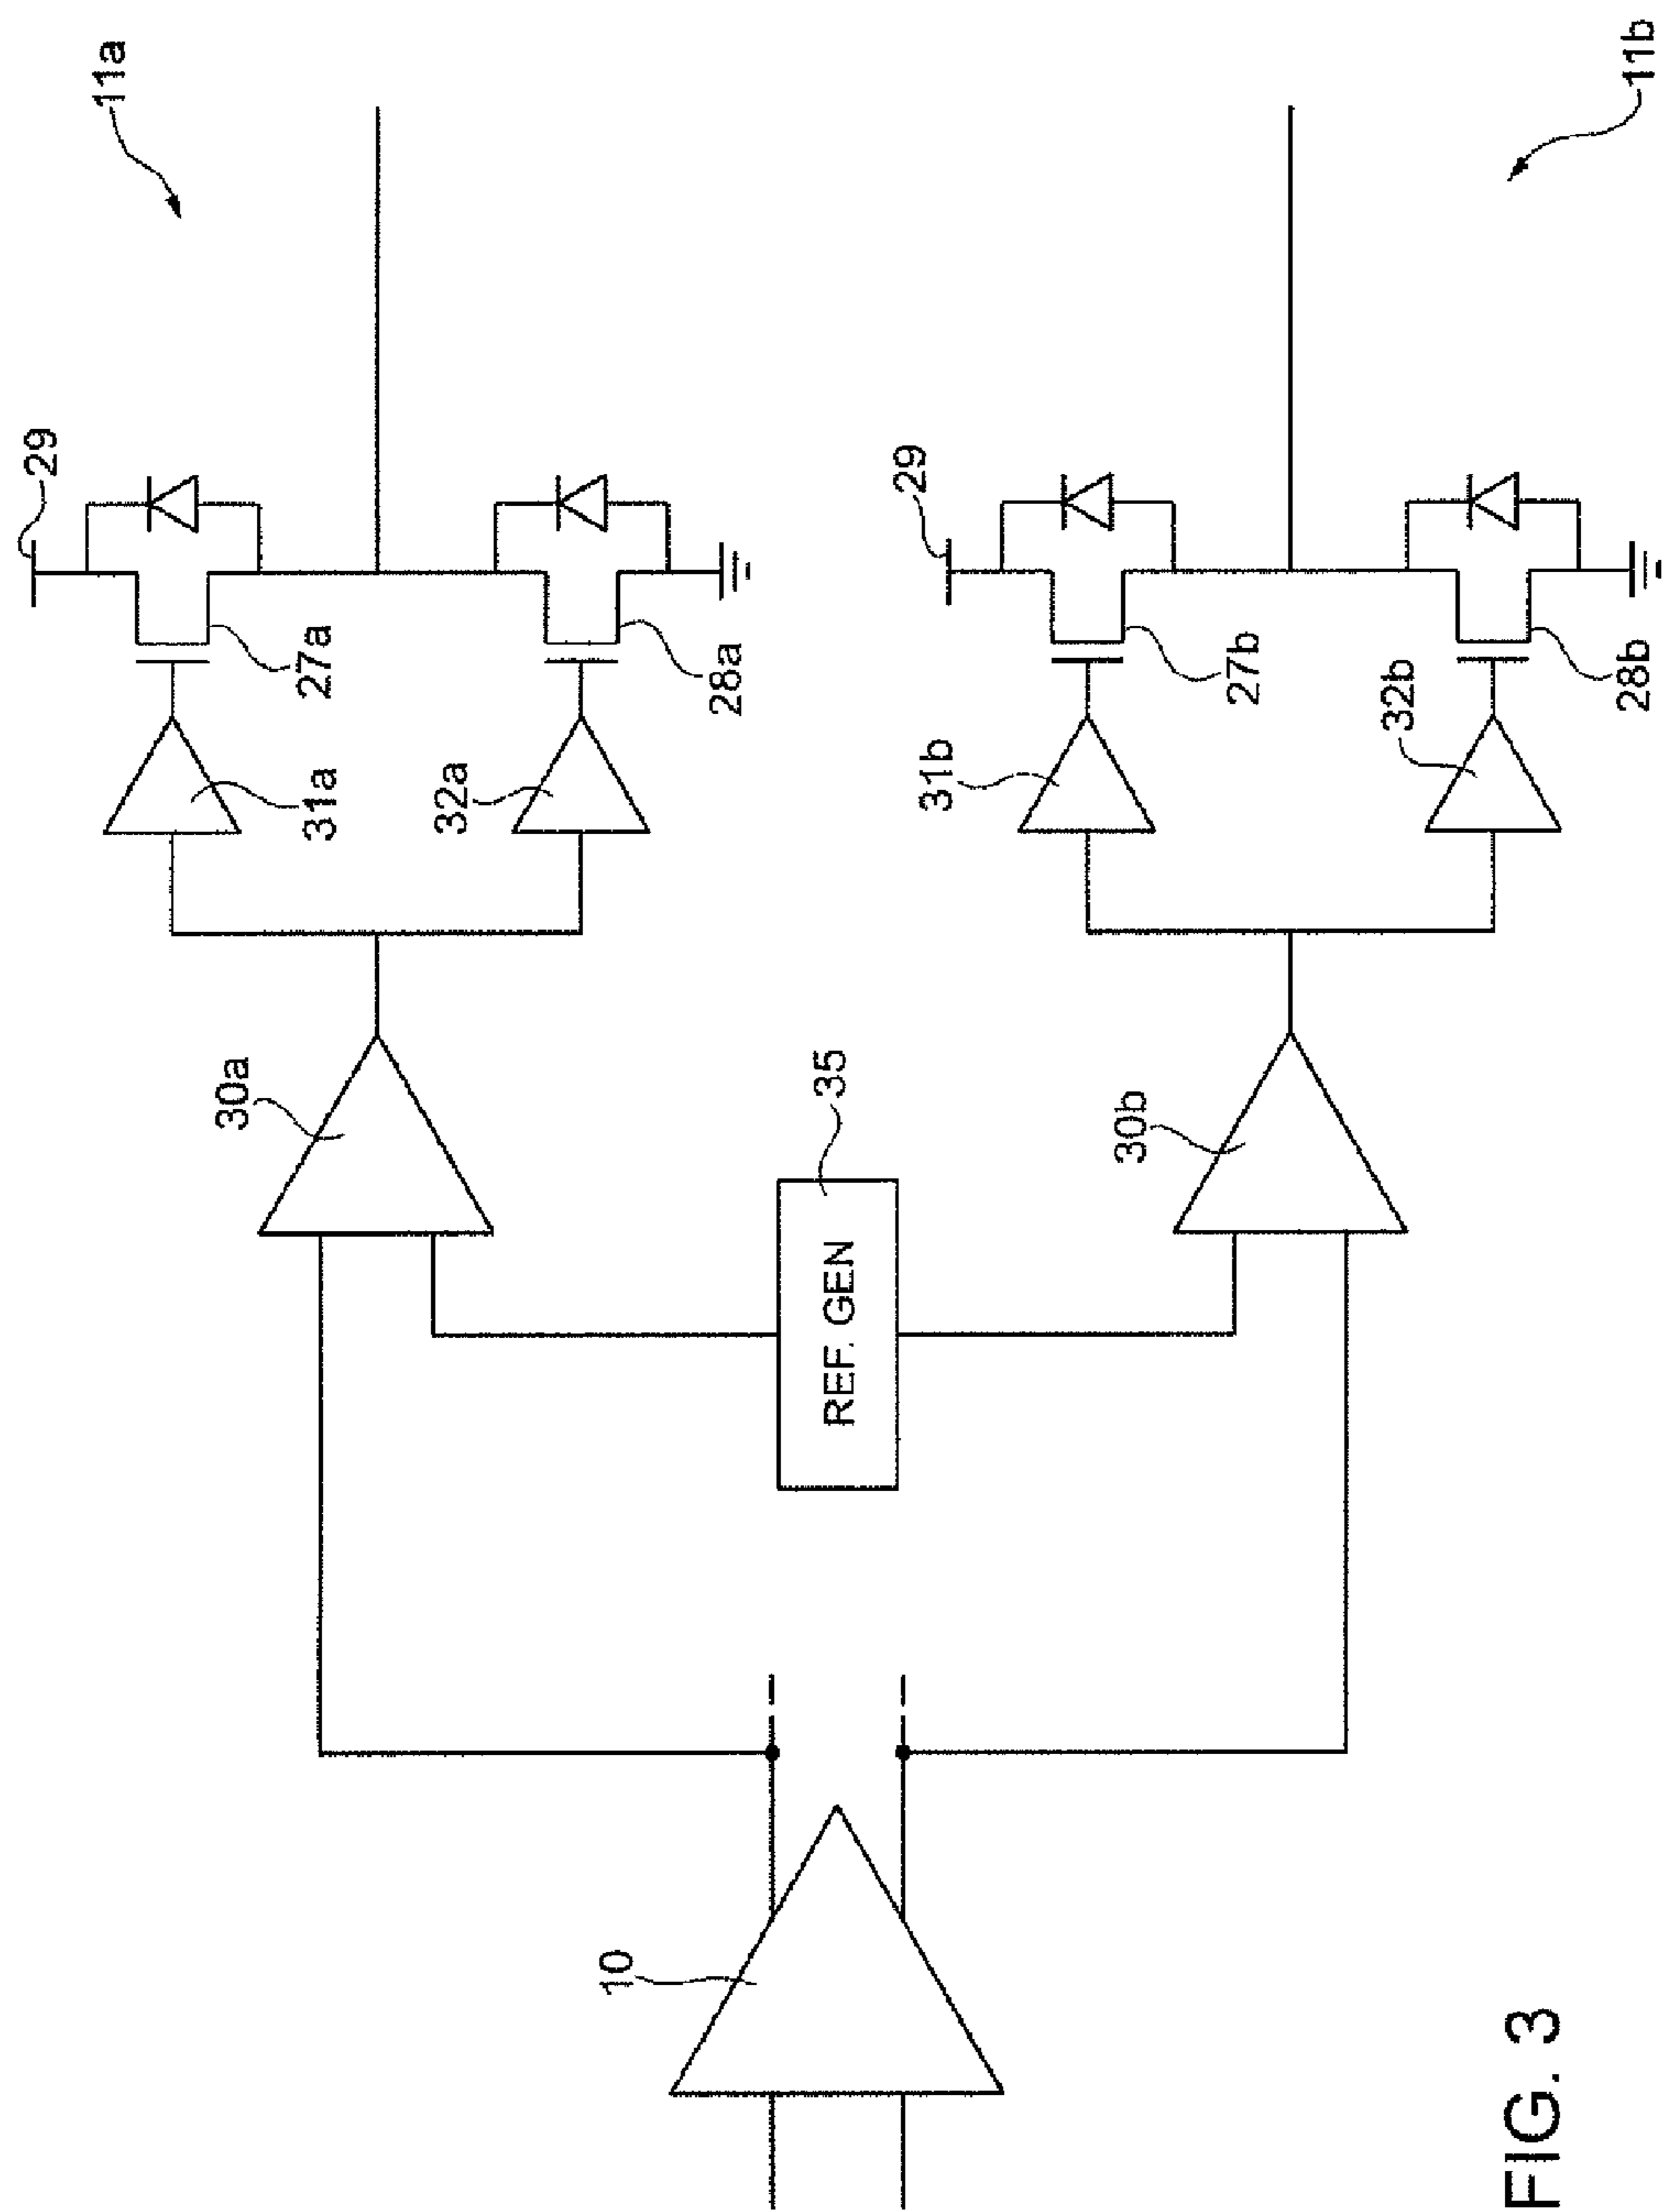 11a
29
27a
31a
28a
32a
30a
35
REF. GEN
10
29
27b
31b
28b
32b
30b
11b
FIG. 3